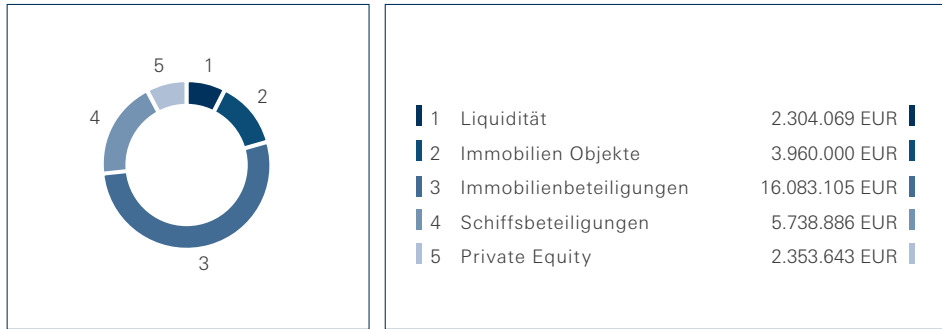 5
1
2
4
3
1 Liquidität 2.304.069 EUR
2 Immobilien Objekte 3.960.000 EUR
3 Immobilienbeteiligungen 16.083.105 EUR
4 Schiffsbeteiligungen 5.738.886 EUR
5 Private Equity 2.353.643 EUR